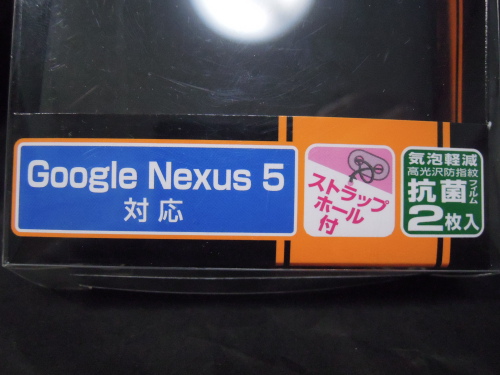 Google Nexus 5
対応
ストラップ
ホール
付
気泡軽減
高光沢防指紋
抗菌フィルム
2枚入